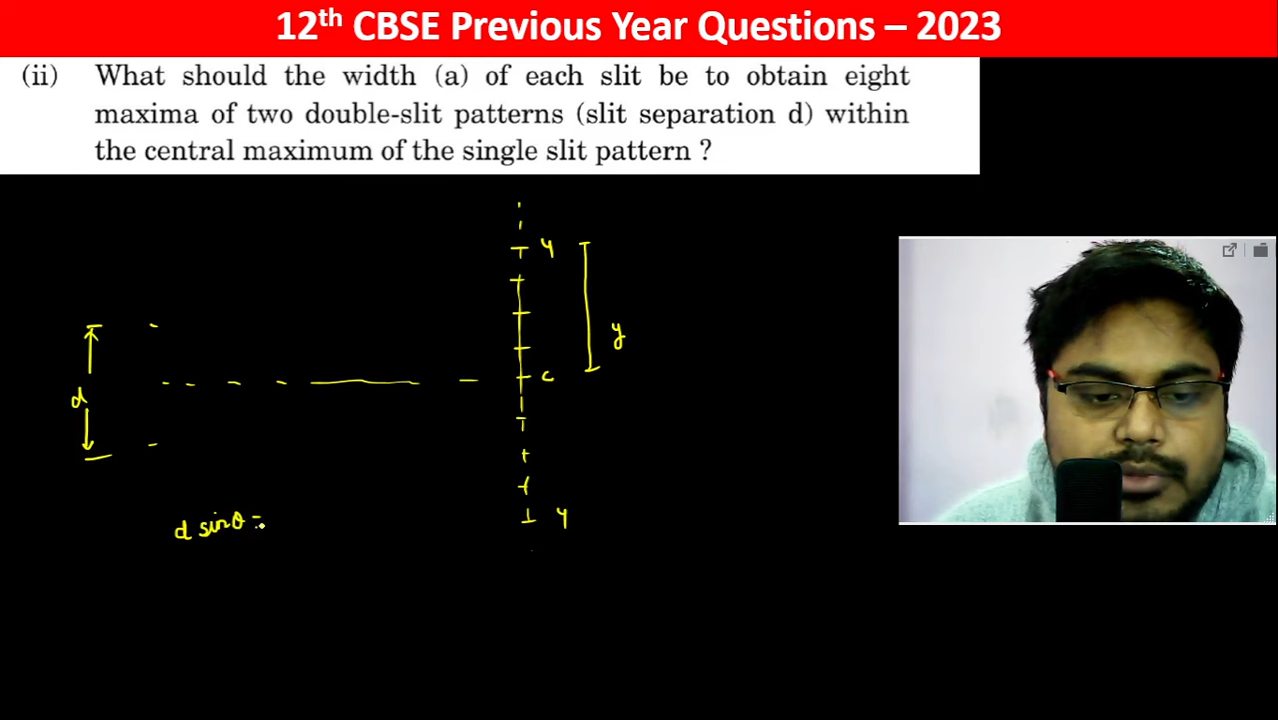 12th CBSE Previous Year Questions – 2023
(ii) What should the width (a) of each slit be to obtain eight
maxima of two double-slit patterns (slit separation d) within
the central maximum of the single slit pattern ?
4
y
c
d
d sinθ =
4